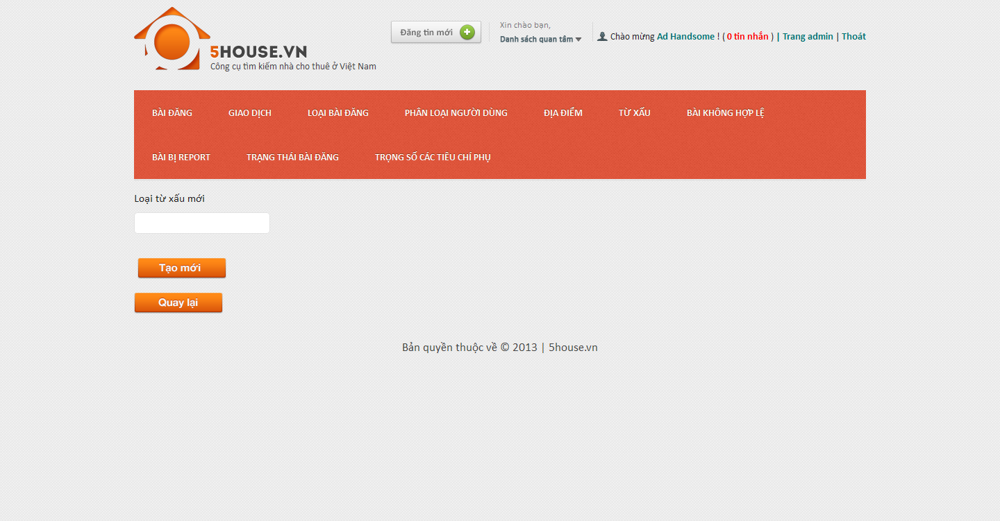 5HOUSE.VN
Công cụ tìm kiếm nhà cho thuê ở Việt Nam
Đăng tin mới
Xin chào bạn,
Danh sách quan tâm
Chào mừng Ad Handsome ! ( 0 tin nhắn ) | Trang admin | Thoát
BÀI ĐĂNG GIAO DỊCH LOẠI BÀI ĐĂNG PHÂN LOẠI NGƯỜI DÙNG ĐỊA ĐIỂM TỪ XẤU BÀI KHÔNG HỢP LỆ
BÀI BỊ REPORT TRẠNG THÁI BÀI ĐĂNG TRỌNG SỐ CÁC TIÊU CHÍ PHỤ
Loại từ xấu mới
Tạo mới
Quay lại
Bản quyền thuộc về © 2013 | 5house.vn